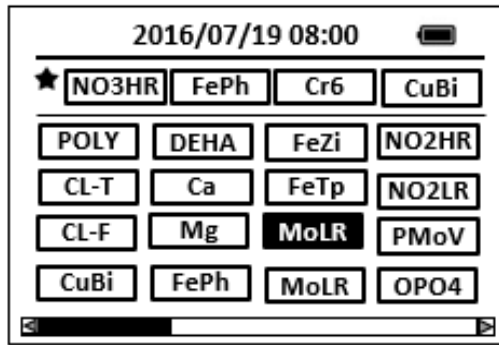 2016/07/19 08:00
NO3HR FePh Cr6 CuBi
POLY DEHA FeZi NO2HR
CL-T Ca FeTp NO2LR
CL-F Mg MoLR PMoV
CuBi FePh MoLR OPO4